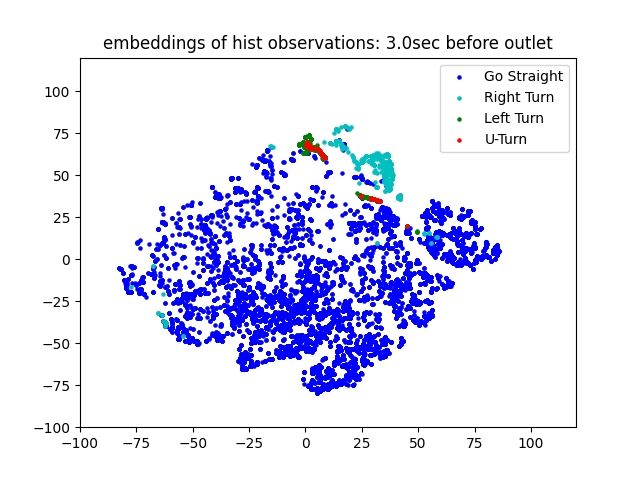 embeddings of hist observations: 3.0sec before outlet
Go Straight
Right Turn
Left Turn
U-Turn
100
75
50
25
0
−25
−50
−75
−100
−100 −75 −50 −25 0 25 50 75 100